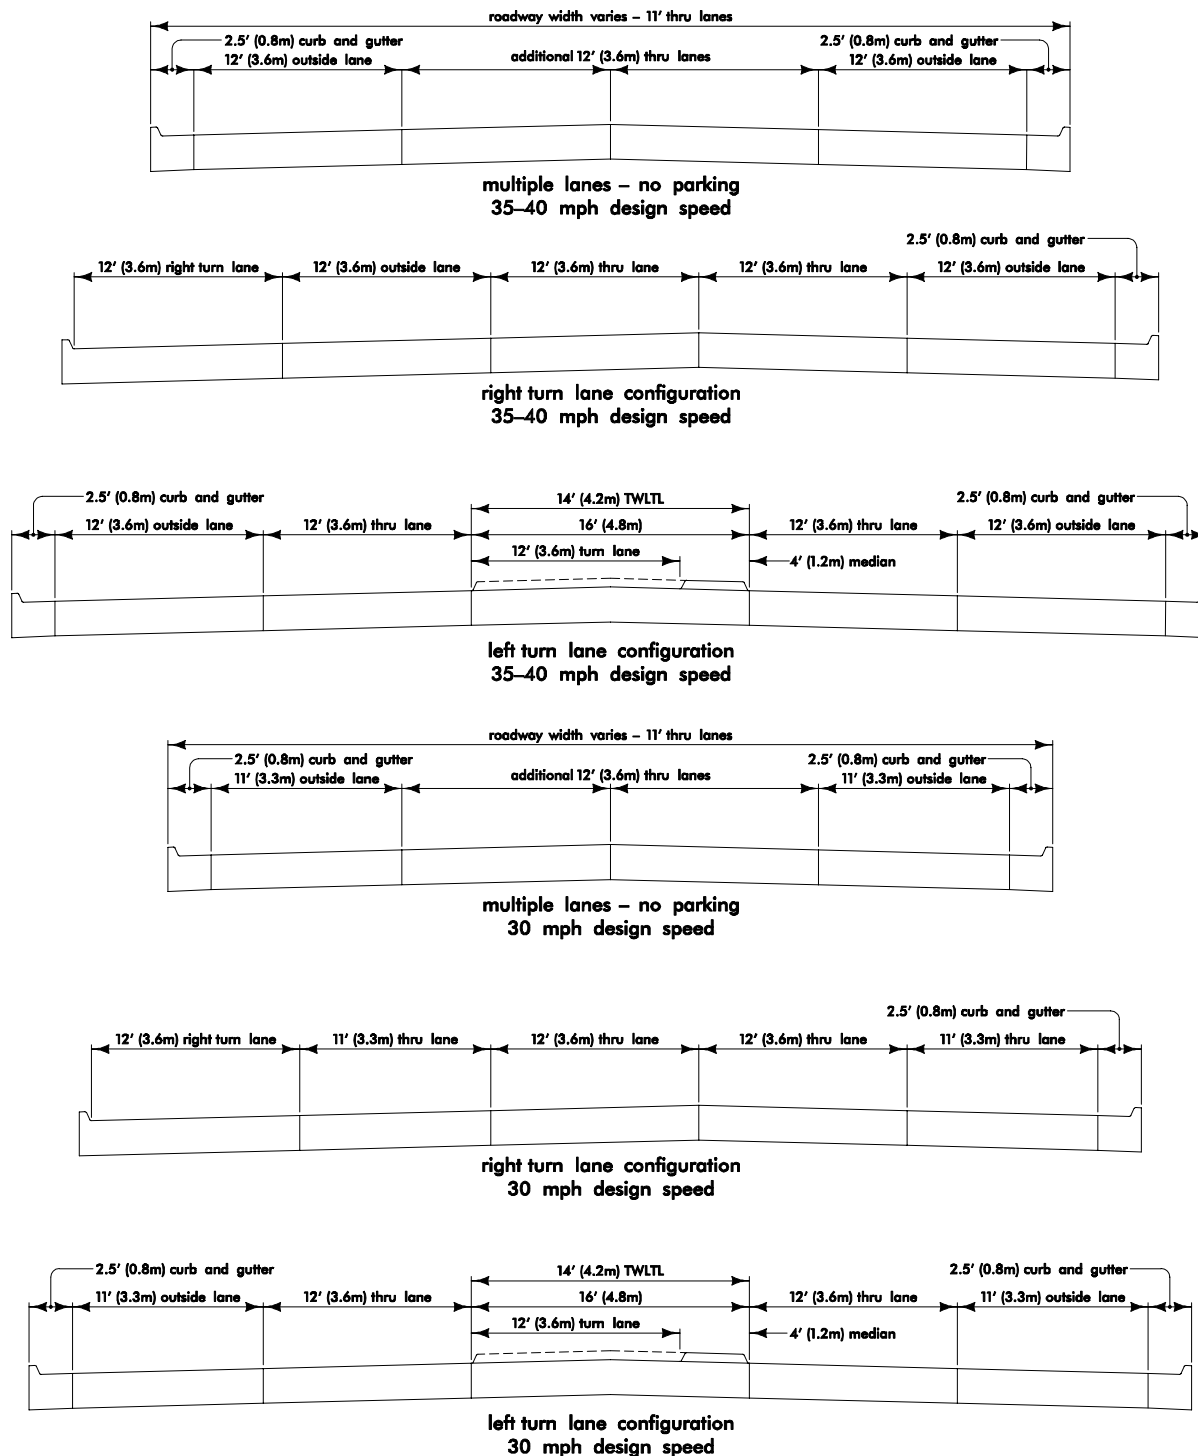 roadway width varies – 11' thru lanes
2.5' (0.8m) curb and gutter
2.5' (0.8m) curb and gutter
12' (3.6m) outside lane
additional 12' (3.6m) thru lanes
12' (3.6m) outside lane
multiple lanes – no parking
35–40 mph design speed
2.5' (0.8m) curb and gutter
12' (3.6m) right turn lane
12' (3.6m) outside lane
12' (3.6m) thru lane
12' (3.6m) thru lane
12' (3.6m) outside lane
right turn lane configuration
35–40 mph design speed
2.5' (0.8m) curb and gutter
14' (4.2m) TWLTL
2.5' (0.8m) curb and gutter
12' (3.6m) outside lane
12' (3.6m) thru lane
16' (4.8m)
12' (3.6m) thru lane
12' (3.6m) outside lane
12' (3.6m) turn lane
4' (1.2m) median
left turn lane configuration
35–40 mph design speed
roadway width varies – 11' thru lanes
2.5' (0.8m) curb and gutter
2.5' (0.8m) curb and gutter
11' (3.3m) outside lane
additional 12' (3.6m) thru lanes
11' (3.3m) outside lane
multiple lanes – no parking
30 mph design speed
2.5' (0.8m) curb and gutter
12' (3.6m) right turn lane
11' (3.3m) thru lane
12' (3.6m) thru lane
12' (3.6m) thru lane
11' (3.3m) thru lane
right turn lane configuration
30 mph design speed
2.5' (0.8m) curb and gutter
14' (4.2m) TWLTL
2.5' (0.8m) curb and gutter
11' (3.3m) outside lane
12' (3.6m) thru lane
16' (4.8m)
12' (3.6m) thru lane
11' (3.3m) outside lane
12' (3.6m) turn lane
4' (1.2m) median
left turn lane configuration
30 mph design speed